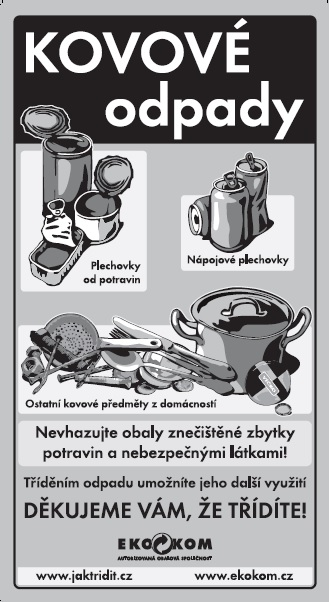 KOVOVÉ
odpady
Plechovky
od potravin
Nápojové plechovky
Ostatní kovové předměty z domácností
Nevhazujte obaly znečištěné zbytky
potravin a nebezpečnými látkami!
Tříděním odpadu umožníte jeho další využití
DĚKUJEME VÁM, ŽE TŘÍDÍTE!
EKO KOM
AUTORIZOVANÁ OBALOVÁ SPOLEČNOST
www.jaktridit.cz www.ekokom.cz